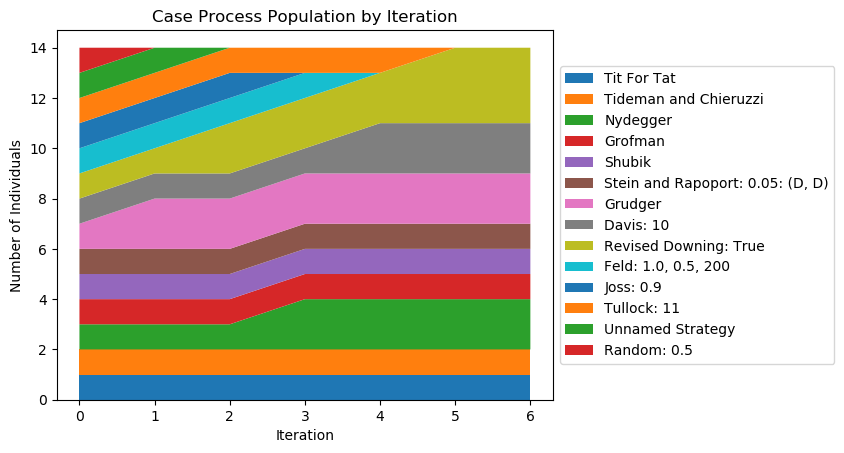 Case Process Population by Iteration
Number of Individuals
14
12
10
8
6
4
2
0
0 1 2 3 4 5 6
Iteration
Tit For Tat
Tideman and Chieruzzi
Nydegger
Grofman
Shubik
Stein and Rapoport: 0.05: (D, D)
Grudger
Davis: 10
Revised Downing: True
Feld: 1.0, 0.5, 200
Joss: 0.9
Tullock: 11
Unnamed Strategy
Random: 0.5